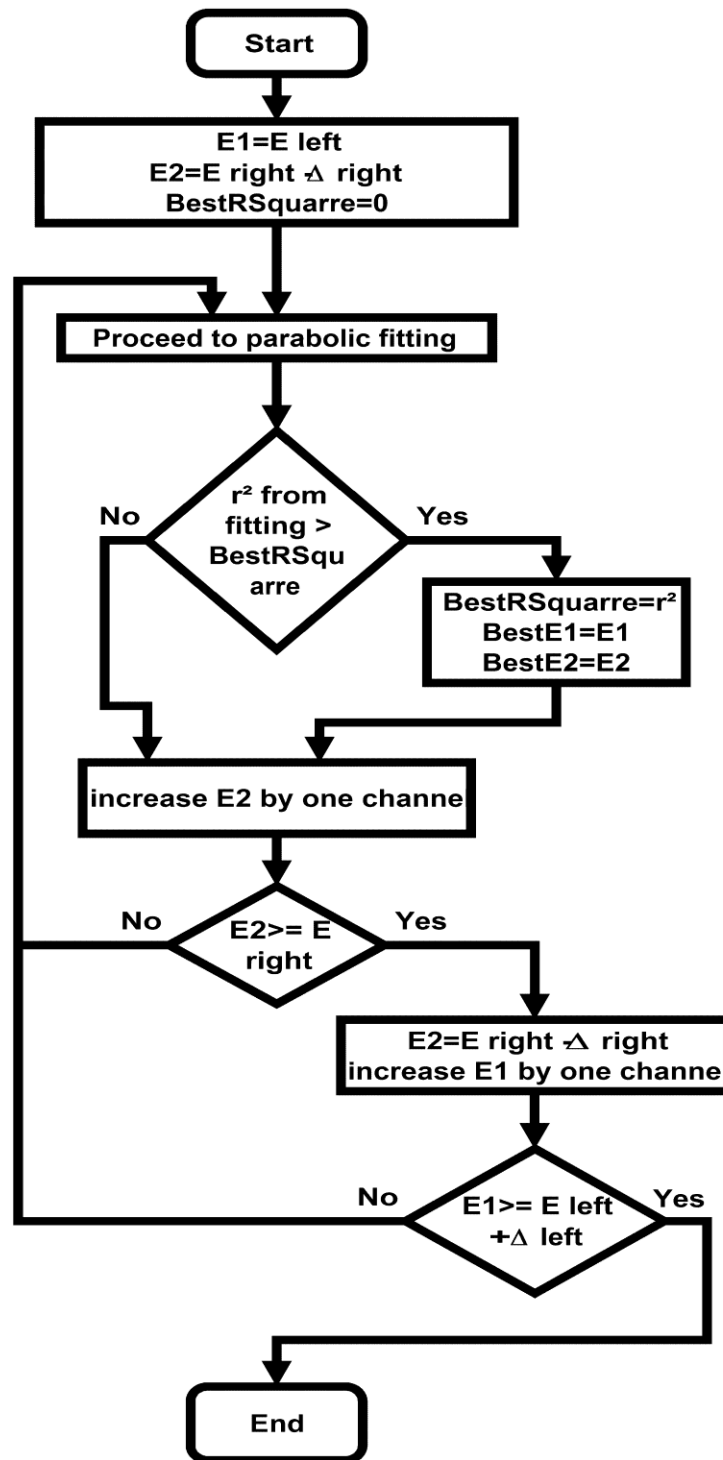 Start
E1=E left
E2=E right -Δ right
BestRSquarre=0
Proceed to parabolic fitting
No
r² from
fitting >
BestRSqu
arre
Yes
BestRSquarre=r²
BestE1=E1
BestE2=E2
increase E2 by one channe
No
E2>= E
right
Yes
E2=E right -Δ right
increase E1 by one channe
No
E1>= E left
+Δ left
Yes
End